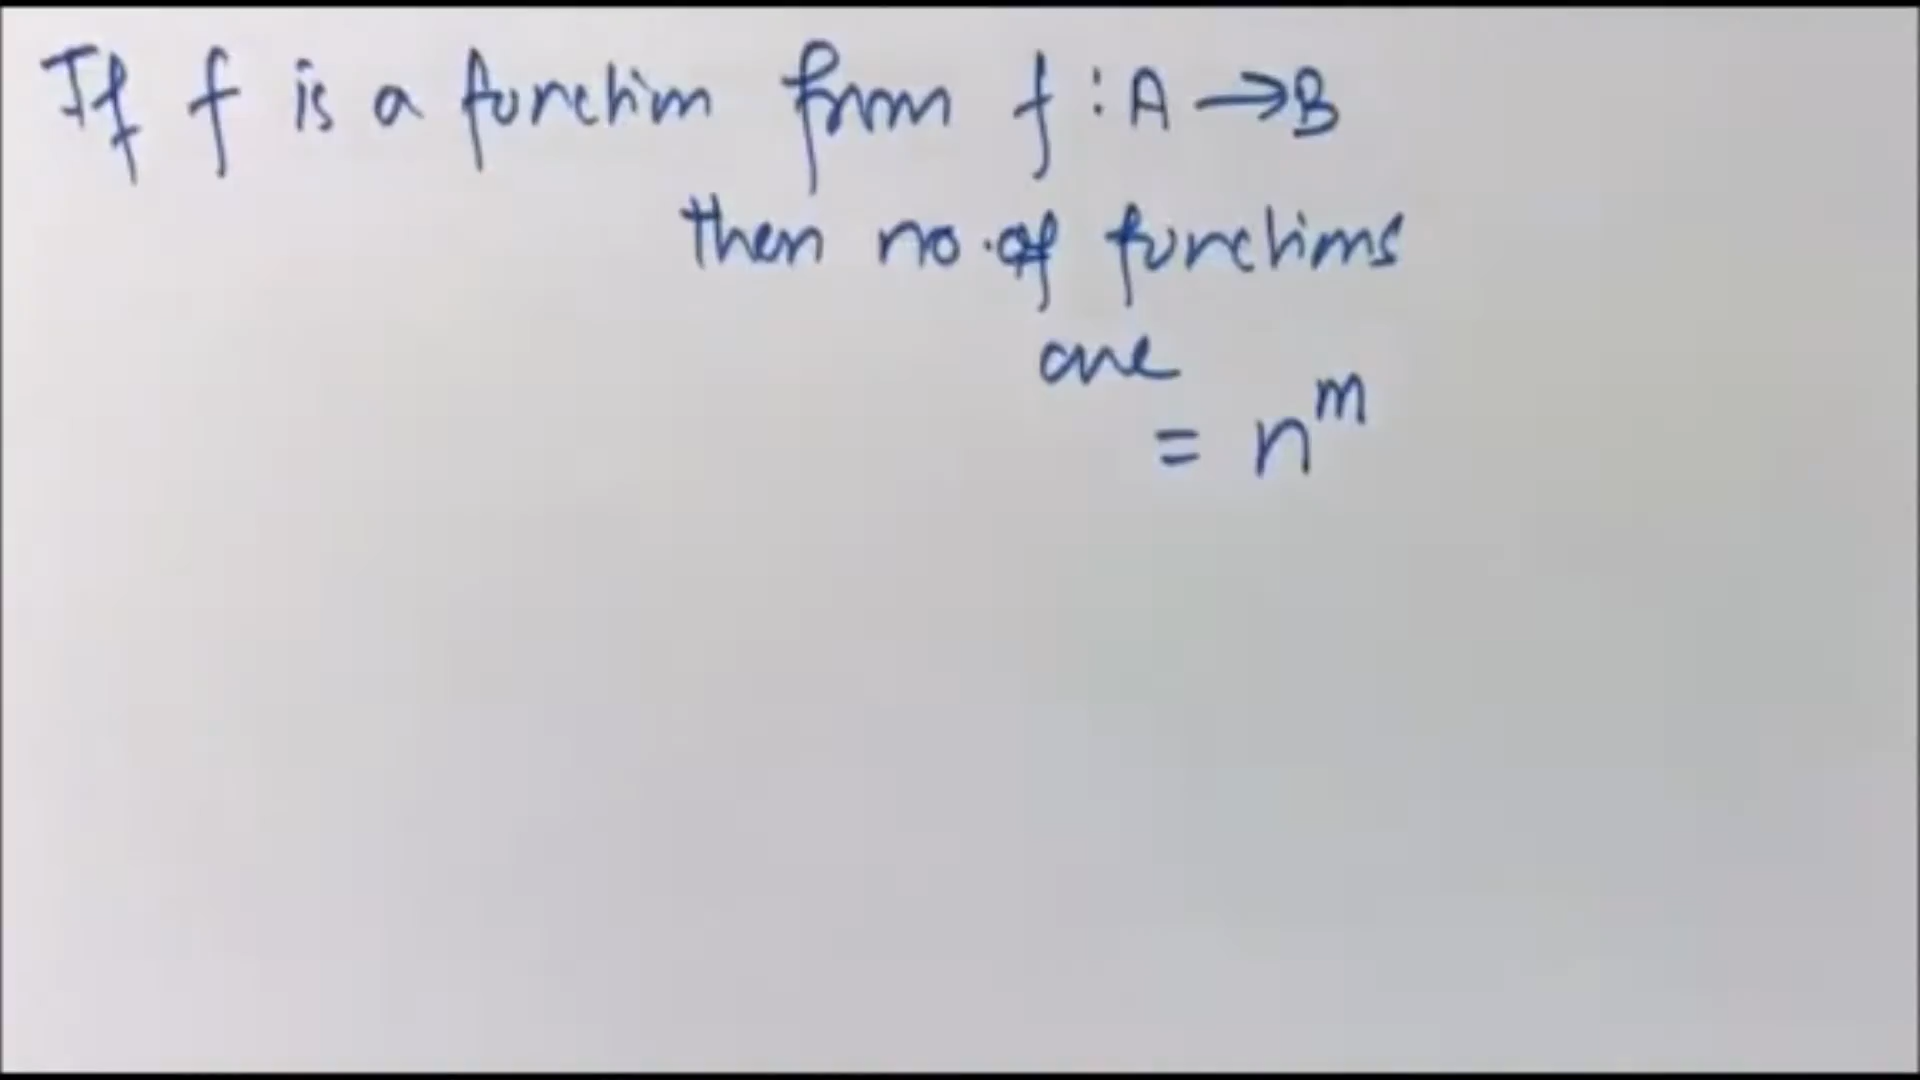 If f is a function from f : A → B
then no. of functions
are
= n^m